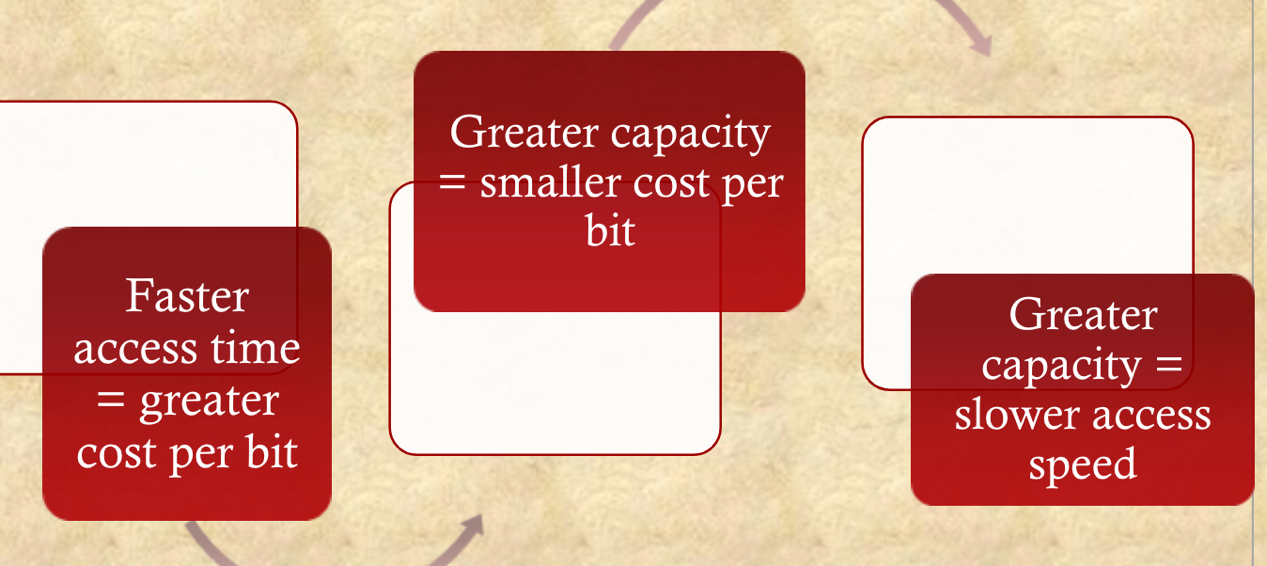 Faster
access time
= greater
cost per bit
Greater capacity
= smaller cost per
bit
Greater
capacity =
slower access
speed